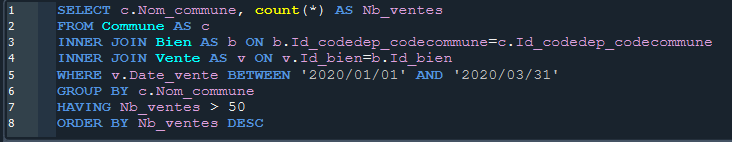 1 SELECT c.Nom_commune, count(*) AS Nb_ventes
2 FROM Commune AS c
3 INNER JOIN Bien AS b ON b.Id_codedep_codecommune=c.Id_codedep_codecommune
4 INNER JOIN Vente AS v ON v.Id_bien=b.Id_bien
5 WHERE v.Date_vente BETWEEN '2020/01/01' AND '2020/03/31'
6 GROUP BY c.Nom_commune
7 HAVING Nb_ventes > 50
8 ORDER BY Nb_ventes DESC